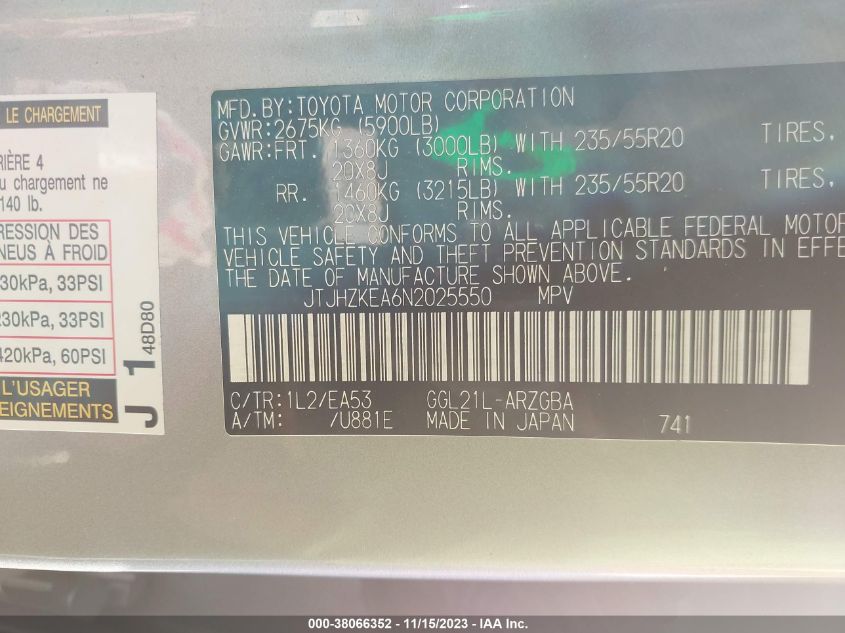 LE CHARGEMENT
RIÈRE 4
u chargement ne
140 lb.
RESSION DES
NEUS À FROID
30kPa, 33PSI
230kPa, 33PSI
420kPa, 60PSI
L'USAGER
EIGNEMENTS
J 1 48D80
MFD. BY: TOYOTA MOTOR CORPORATION
GVWR: 2675KG (5900LB)
GAWR: FRT. 1360KG (3000LB) WITH 235/55R20 TIRES,
20X8J RIMS.
RR. 1460KG (3215LB) WITH 235/55R20 TIRES,
20X8J RIMS.
THIS VEHICLE CONFORMS TO ALL APPLICABLE FEDERAL MOTOR
VEHICLE SAFETY AND THEFT PREVENTION STANDARDS IN EFFE
THE DATE OF MANUFACTURE SHOWN ABOVE.
JTJHZKEA6N2025550 MPV
C/TR: 1L2/EA53 GGL21L-ARZGBA
A/TM: /U881E MADE IN JAPAN 741
000-38066352 - 11/15/2023 - IAA Inc.